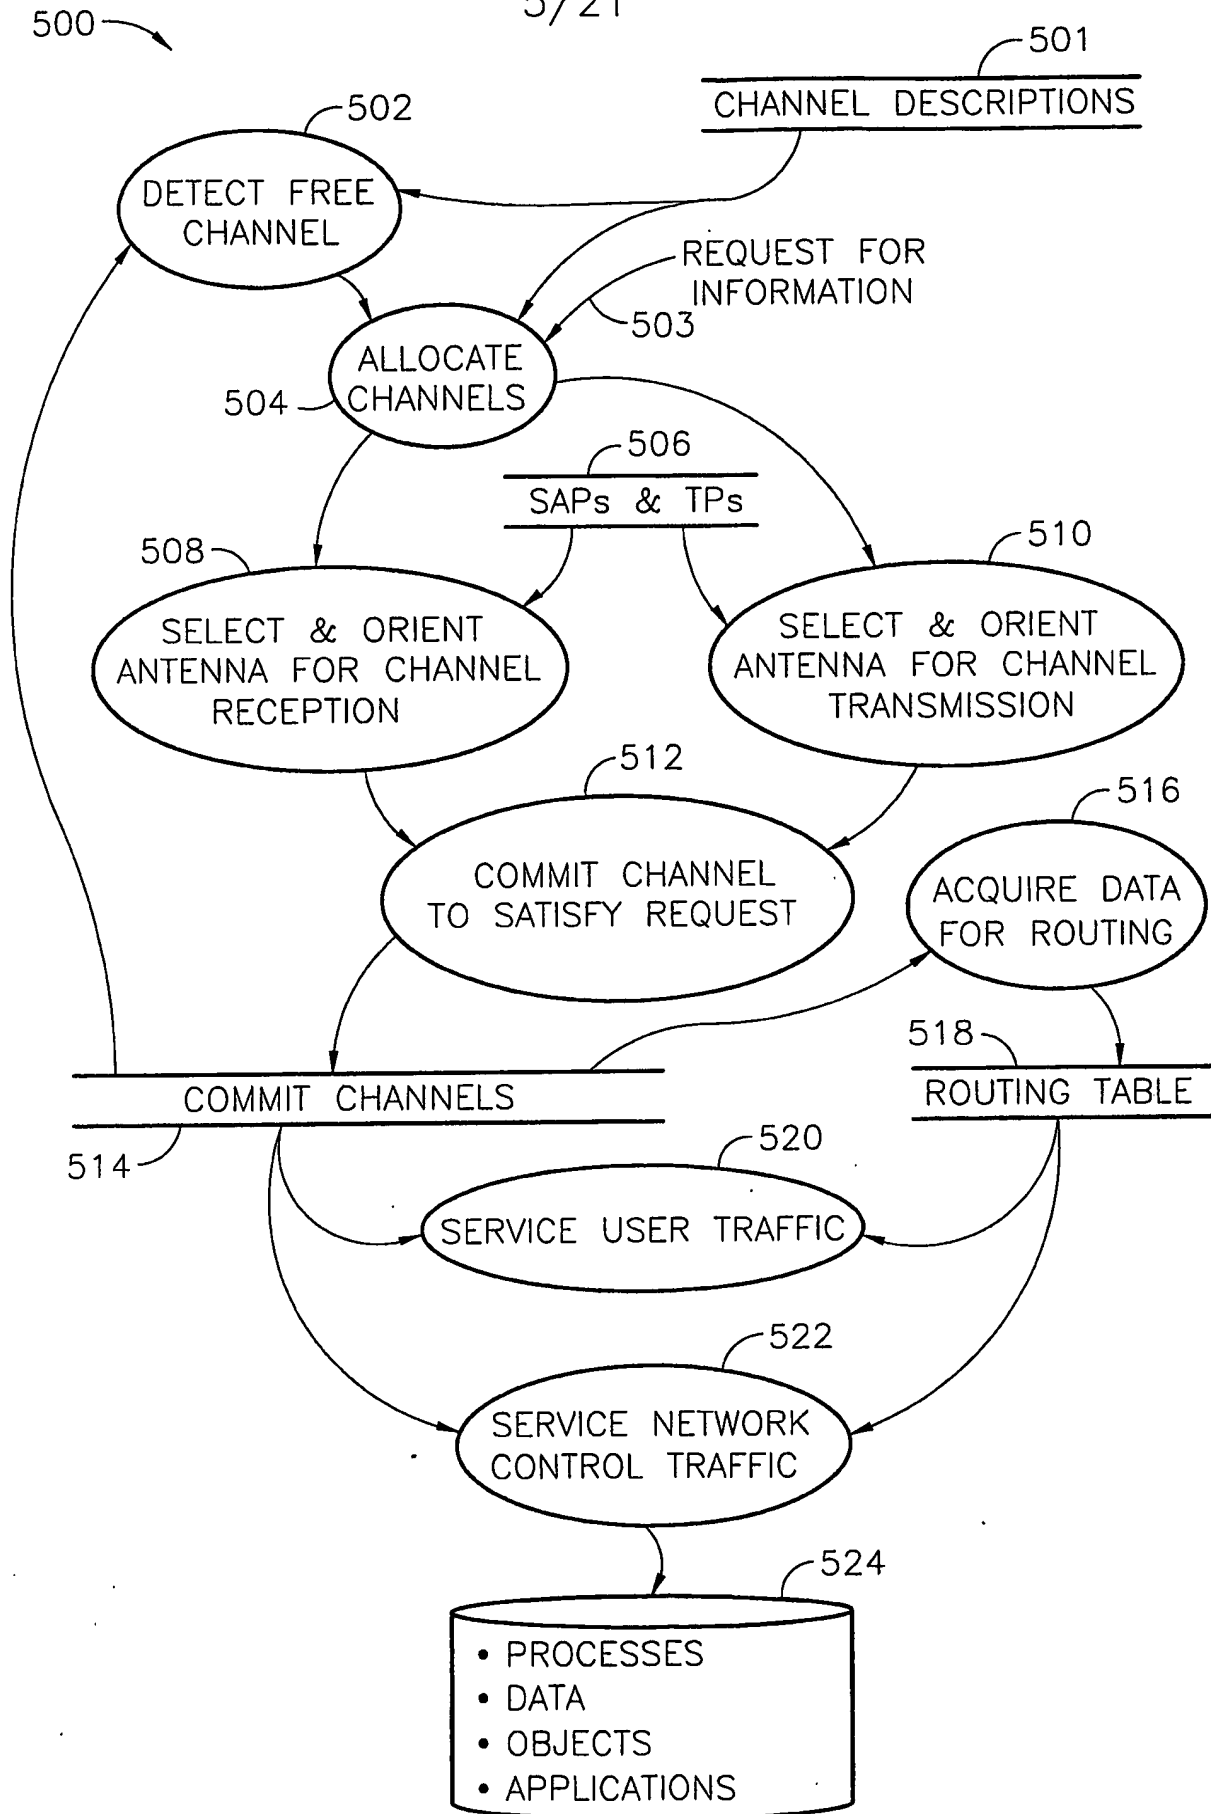 5/21
500
501
CHANNEL DESCRIPTIONS
502
DETECT FREE
CHANNEL
REQUEST FOR
INFORMATION
503
ALLOCATE
CHANNELS
504
506
SAPs & TPs
508
510
SELECT & ORIENT
ANTENNA FOR CHANNEL
RECEPTION
SELECT & ORIENT
ANTENNA FOR CHANNEL
TRANSMISSION
512
516
COMMIT CHANNEL
TO SATISFY REQUEST
ACQUIRE DATA
FOR ROUTING
518
COMMIT CHANNELS
ROUTING TABLE
514
520
SERVICE USER TRAFFIC
522
SERVICE NETWORK
CONTROL TRAFFIC
524
• PROCESSES
• DATA
• OBJECTS
• APPLICATIONS